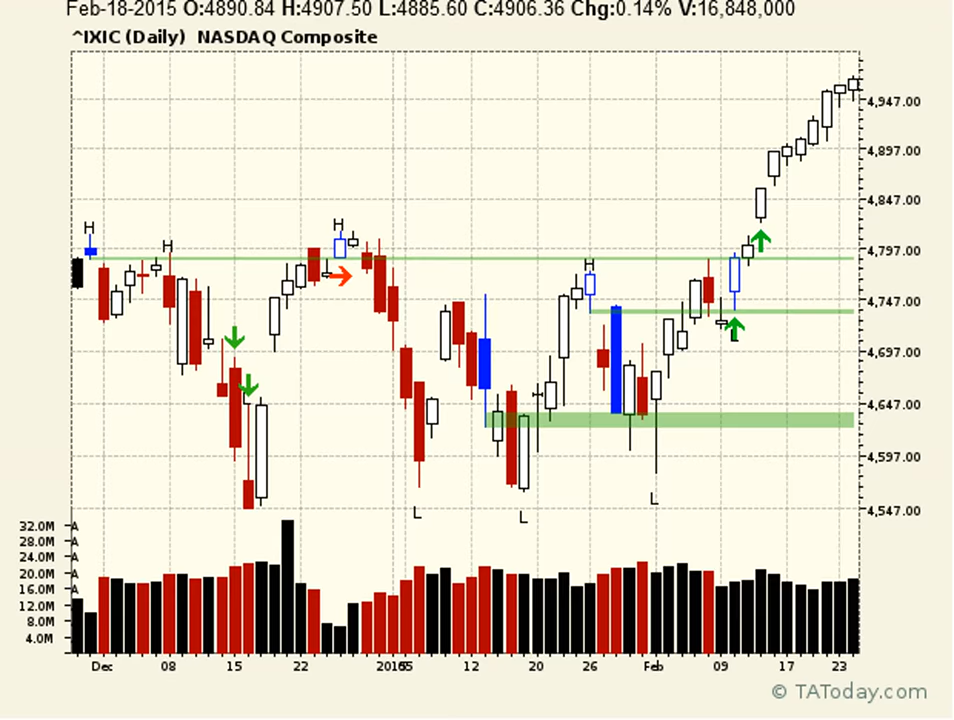 Feb-18-2015 O:4890.84 H:4907.50 L:4885.60 C:4906.36 Chg:0.14% V:16,848,000
^IXIC (Daily) NASDAQ Composite
4,947.00
4,897.00
4,847.00
H
H
H
4,797.00
H
4,747.00
L
4,697.00
4,647.00
4,597.00
L
4,547.00
L
L
32.0M A
28.0M A
24.0M A
20.0M A
16.0M A
12.0M
8.0M
4.0M
Dec 08 15 22 2015 12 20 26 Feb 09 17 23
© TAToday.com